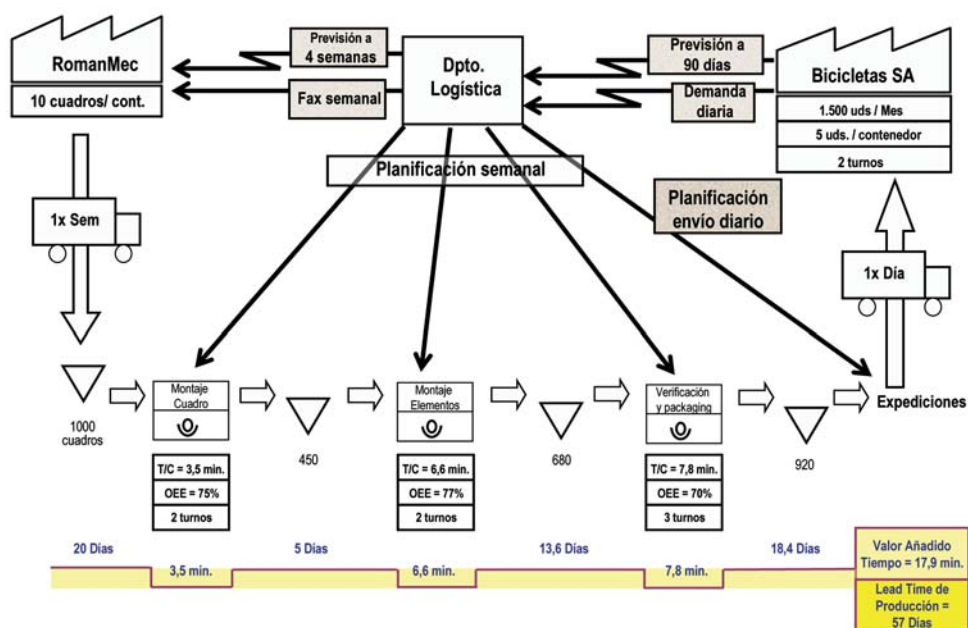 RomanMec
10 cuadros/ cont.
Previsión a
4 semanas
Fax semanal
Dpto.
Logística
Previsión a
90 días
Demanda
diaria
Bicicletas SA
1.500 uds / Mes
5 uds. / contenedor
2 turnos
Planificación semanal
Planificación
envío diario
1x Sem
1x Día
1000
cuadros
Montaje
Cuadro
450
Montaje
Elementos
680
Verificación
y packaging
920
Expediciones
T/C = 3,5 min.
OEE = 75%
2 turnos
T/C = 6,6 min.
OEE = 77%
2 turnos
T/C = 7,8 min.
OEE = 70%
3 turnos
20 Días
3,5 min.
5 Días
6,6 min.
13,6 Días
7,8 min.
18,4 Días
Valor Añadido
Tiempo = 17,9 min.
Lead Time de
Producción =
57 Días